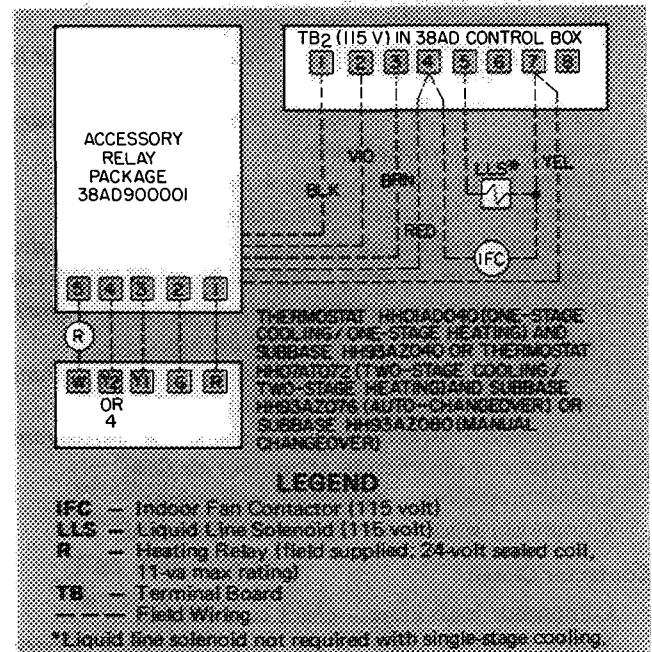 TB2 (115 V) IN 38AD CONTROL BOX
1 2 3 4 5 6 7 8
ACCESSORY
RELAY
PACKAGE
38AD900001
VIO
LLS*
YEL
BLK
BRN
RED
IFC
5 4 3 2 1
R
W Y2 Y1 G R
OR
4
THERMOSTAT HH01AD040 (ONE-STAGE
COOLING/ONE-STAGE HEATING) AND
SUBBASE HH93AZ040 OR THERMOSTAT
HH07AT072 (TWO-STAGE COOLING/
TWO-STAGE HEATING) AND SUBBASE
HH93AZ076 (AUTO-CHANGEOVER) OR
SUBBASE HH93AZ080 (MANUAL
CHANGEOVER)
LEGEND
IFC – Indoor Fan Contactor (115 volt)
LLS – Liquid Line Solenoid (115 volt)
R – Heating Relay (field supplied; 24-volt sealed coil,
11-va max rating)
TB – Terminal Board
--- – Field Wiring
*Liquid line solenoid not required with single-stage cooling.